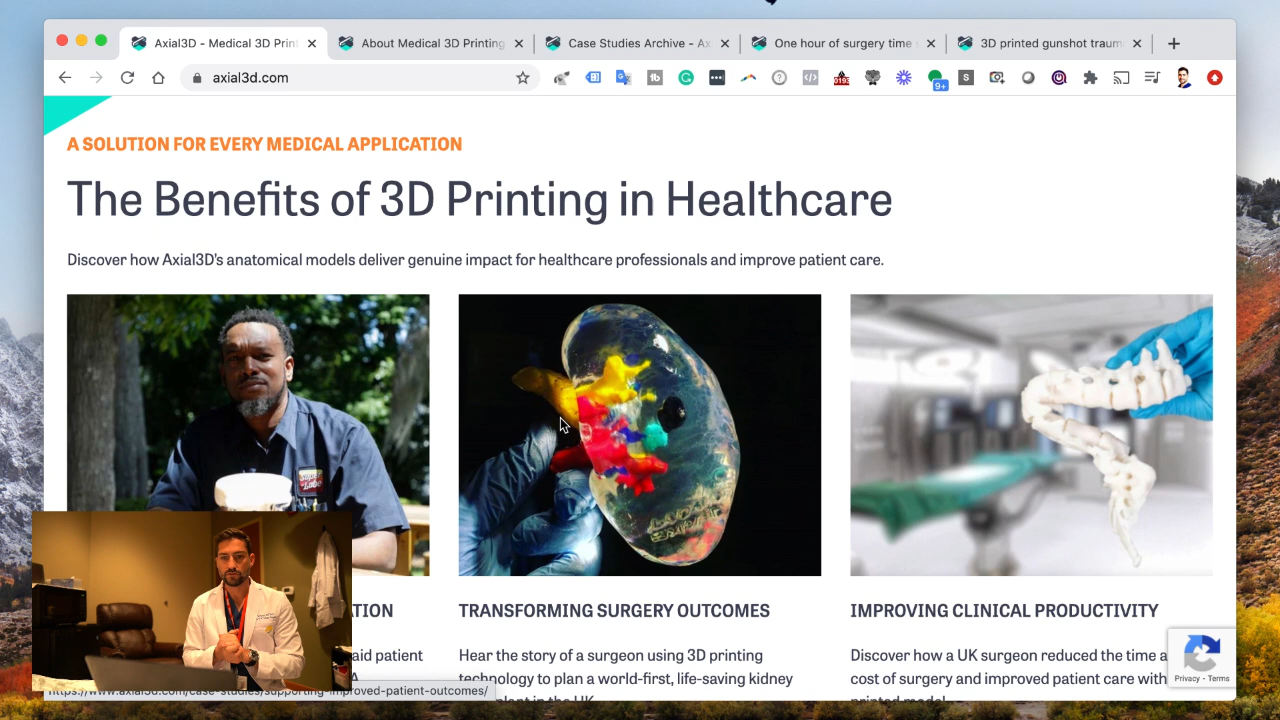 Axial3D - Medical 3D Print
About Medical 3D Printing
Case Studies Archive - Ax
One hour of surgery time
3D printed gunshot traum
axial3d.com
9+
A SOLUTION FOR EVERY MEDICAL APPLICATION
The Benefits of 3D Printing in Healthcare
Discover how Axial3D's anatomical models deliver genuine impact for healthcare professionals and improve patient care.
ATION
TRANSFORMING SURGERY OUTCOMES
IMPROVING CLINICAL PRODUCTIVITY
aid patient
Hear the story of a surgeon using 3D printing
technology to plan a world-first, life-saving kidney
Discover how a UK surgeon reduced the time a
cost of surgery and improved patient care with
printed model
Privacy - Terms
https://www.axial3d.com/case-studies/supporting-improved-patient-outcomes/